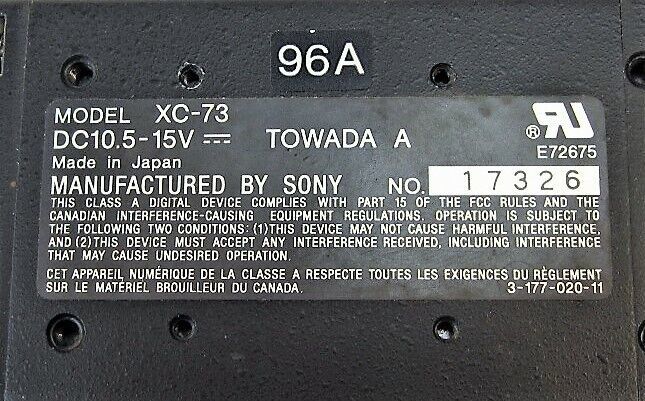 96A
MODEL XC-73
DC10.5-15V ⎓ TOWADA A
® RU
E72675
Made in Japan
MANUFACTURED BY SONY NO. 17326
THIS CLASS A DIGITAL DEVICE COMPLIES WITH PART 15 OF THE FCC RULES AND THE
CANADIAN INTERFERENCE-CAUSING EQUIPMENT REGULATIONS. OPERATION IS SUBJECT TO
THE FOLLOWING TWO CONDITIONS: (1)THIS DEVICE MAY NOT CAUSE HARMFUL INTERFERENCE,
AND (2)THIS DEVICE MUST ACCEPT ANY INTERFERENCE RECEIVED, INCLUDING INTERFERENCE
THAT MAY CAUSE UNDESIRED OPERATION.
CET APPAREIL NUMÉRIQUE DE LA CLASSE A RESPECTE TOUTES LES EXIGENCES DU RÈGLEMENT
SUR LE MATÉRIEL BROUILLEUR DU CANADA. 3-177-020-11